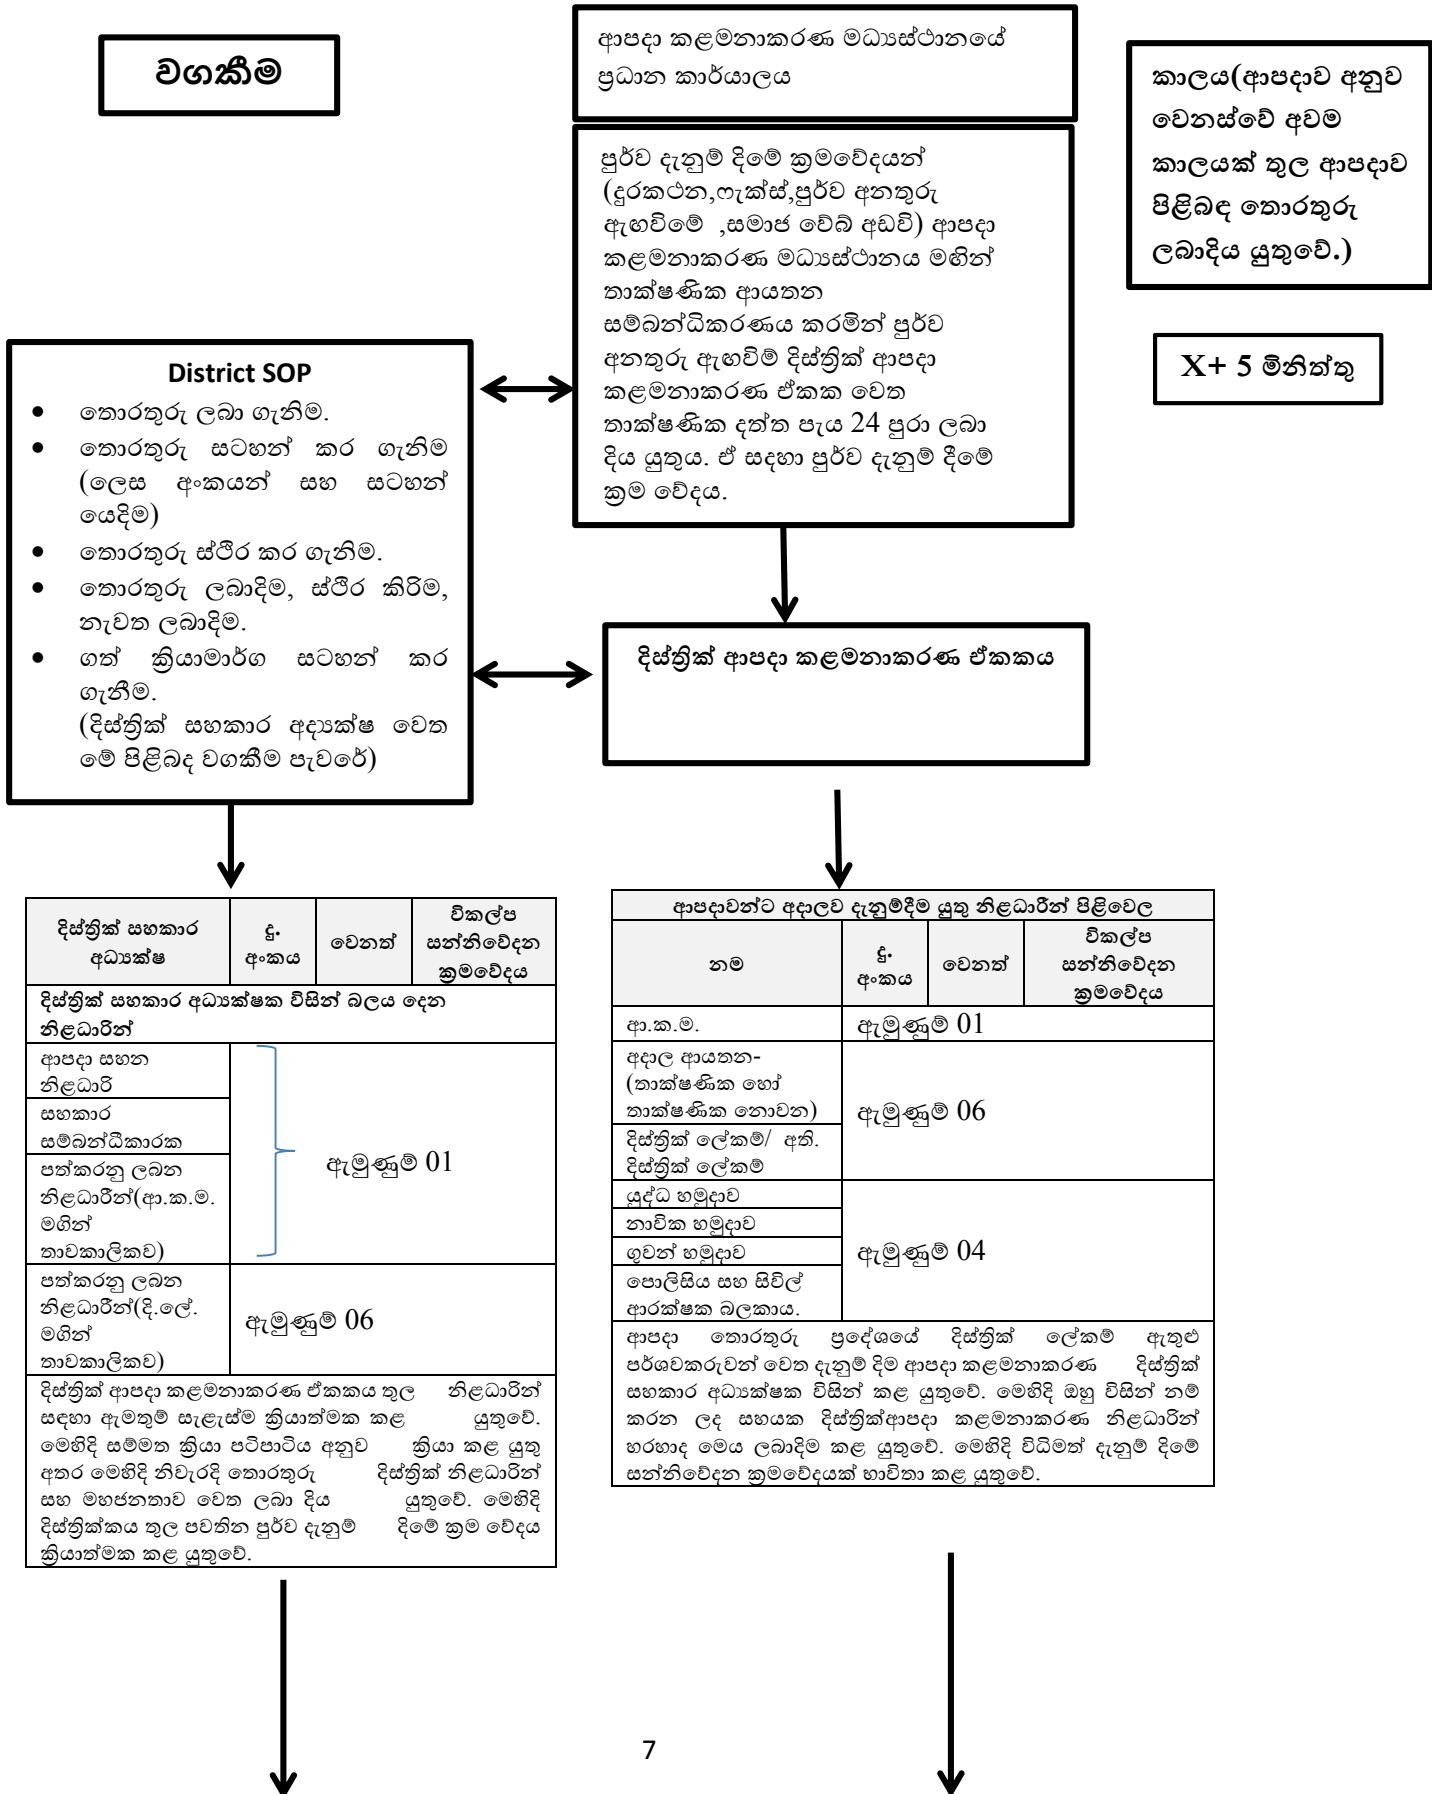 වගකීම
ආපදා කළමනාකරණ මධ්‍යස්ථානයේ
ප්‍රධාන කාර්යාලය
කාලය(ආපදාව අනුව
වෙනස්වේ අවම
කාලයක් තුල ආපදාව
පිළිබඳ තොරතුරු
ලබාදිය යුතුවේ.)
පුර්ව දැනුම් දිමේ ක්‍රමවේදයන්
(දුරකථන,ෆැක්ස්,පුර්ව අනතුරු
ඇඟවිමේ ,සමාජ වෙබ් අඩවි) ආපදා
කළමනාකරණ මධ්‍යස්ථානය මඟින්
තාක්ෂණික ආයතන
සම්බන්ධිකරණය කරමින් පුර්ව
අනතුරු ඇඟවිම් දිස්ත්‍රික් ආපදා
කළමනාකරණ ඒකක වෙත
තාක්ෂණික දත්ත පැය 24 පුරා ලබා
දිය යුතුය. ඒ සදහා පුර්ව දැනුම් දීමේ
ක්‍රම වේදය.
X+ 5 මිනිත්තු
District SOP
• තොරතුරු ලබා ගැනිම.
• තොරතුරු සටහන් කර ගැනිම
(ලෙස අංකයන් සහ සටහන්
යෙදිම)
• තොරතුරු ස්ථිර කර ගැනිම.
• තොරතුරු ලබාදිම, ස්ථිර කිරිම,
නැවත ලබාදිම.
• ගත් ක්‍රියාමාර්ග සටහන් කර
ගැනීම.
(දිස්ත්‍රික් සහකාර අද්‍යක්ෂ වෙත
මේ පිළිබද වගකීම පැවරේ)
දිස්ත්‍රික් ආපදා කළමනාකරණ ඒකකය
දිස්ත්‍රික් සහකාර
අධ්‍යක්ෂ
දු.
අංකය
වෙනත්
විකල්ප
සන්නිවේදන
ක්‍රමවේදය
දිස්ත්‍රික් සහකාර අධ්‍යක්ෂක විසින් බලය දෙන
නිළධාරින්
ආපදා සහන
නිළධාරි
සහකාර
සම්බන්ධීකාරක
පත්කරනු ලබන
නිළධාරීන්(ආ.ක.ම.
මගින්
තාවකාලිකව)
ඇමුණුම් 01
පත්කරනු ලබන
නිළධාරීන්(දි.ලේ.
මගින්
තාවකාලිකව)
ඇමුණුම් 06
දිස්ත්‍රික් ආපදා කළමනාකරණ ඒකකය තුල නිළධාරින්
සඳහා ඇමතුම් සැළැස්ම ක්‍රියාත්මක කළ යුතුවේ.
මෙහිදි සම්මත ක්‍රියා පටිපාටිය අනුව ක්‍රියා කළ යුතු
අතර මෙහිදි නිවැරදි තොරතුරු දිස්ත්‍රික් නිළධාරින්
සහ මහජනතාව වෙත ලබා දිය යුතුවේ. මෙහිදි
දිස්ත්‍රික්කය තුල පවතින පුර්ව දැනුම් දිමේ ක්‍රම වේදය
ක්‍රියාත්මක කළ යුතුවේ.
ආපදාවන්ට අදාලව දැනුම්දීම යුතු නිළධාරීන් පිළිවෙල
නම
දු.
අංකය
වෙනත්
විකල්ප
සන්නිවේදන
ක්‍රමවේදය
ආ.ක.ම.
ඇමුණුම් 01
අදාල ආයතන-
(තාක්ෂණික හෝ
තාක්ෂණික නොවන)
දිස්ත්‍රික් ලේකම්/ අති.
දිස්ත්‍රික් ලේකම්
ඇමුණුම් 06
යුද්ධ හමුදාව
නාවික හමුදාව
ගුවන් හමුදාව
පොලිසිය සහ සිවිල්
ආරක්ෂක බලකාය.
ඇමුණුම් 04
ආපදා තොරතුරු ප්‍රදේශයේ දිස්ත්‍රික් ලේකම් ඇතුළු
පර්ශවකරුවන් වෙත දැනුම් දිම ආපදා කළමනාකරණ දිස්ත්‍රික්
සහකාර අධ්‍යක්ෂක විසින් කළ යුතුවේ. මෙහිදි ඔහු විසින් නම්
කරන ලද සහයක දිස්ත්‍රික්ආපදා කළමනාකරණ නිළධාරින්
හරහාද මෙය ලබාදිම කළ යුතුවේ. මෙහිදි විධිමත් දැනුම් දිමේ
සන්නිවේදන ක්‍රමවේදයක් භාවිතා කළ යුතුවේ.
7